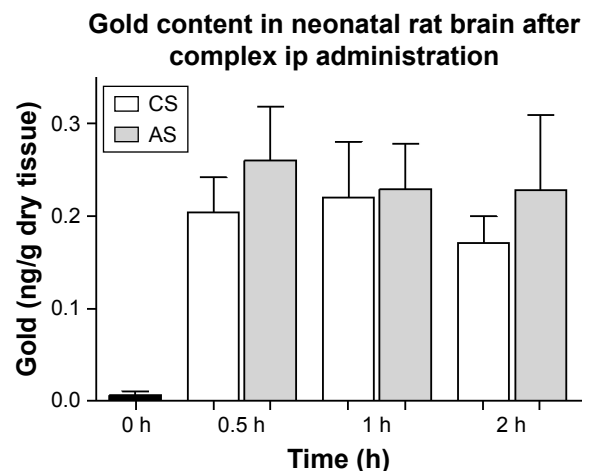 Gold content in neonatal rat brain after
complex ip administration
Gold (ng/g dry tissue)
CS
AS
0.3
0.2
0.1
0.0
0 h 0.5 h 1 h 2 h
Time (h)